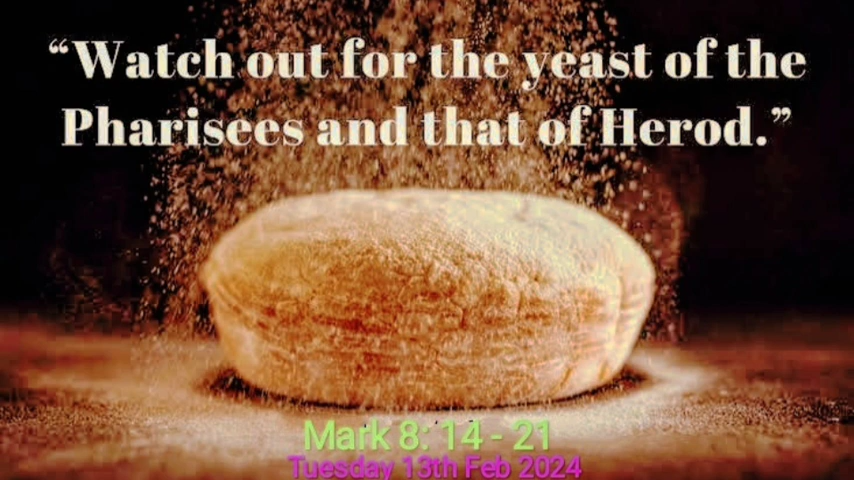 “Watch out for the yeast of the
Pharisees and that of Herod.”
Mark 8: 14 - 21
Tuesday 13th Feb 2024